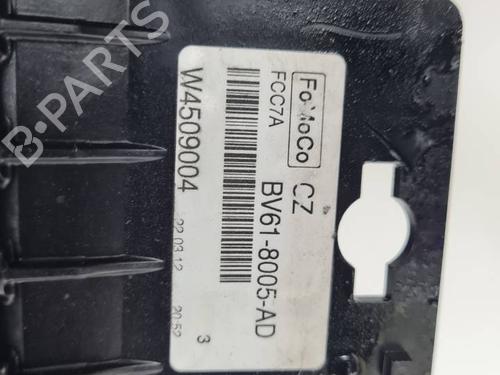 FoMoCo CZ
FCC7A
BV61-8005-AD
W4509004
22.03.12 20:52 3
B-PARTS